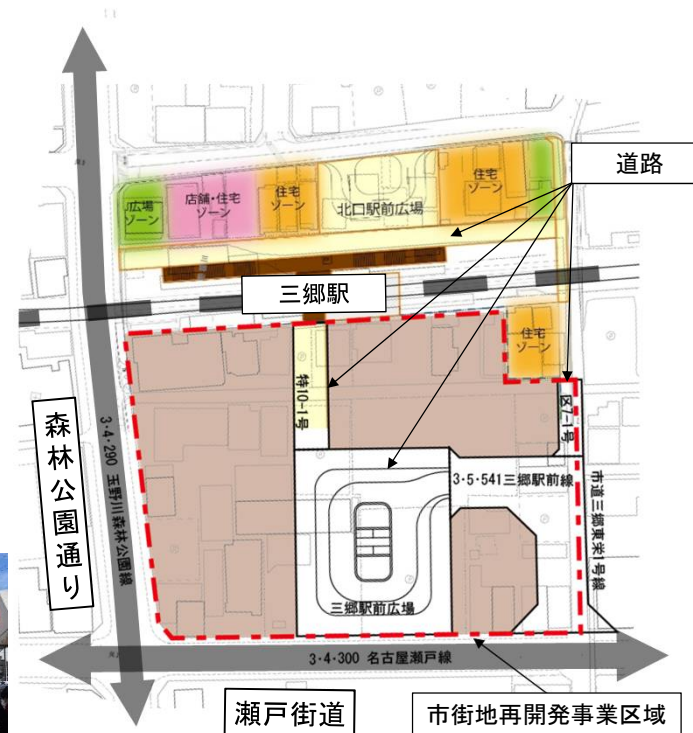 道路
広場
ゾーン
店舗・住宅
ゾーン
住宅
ゾーン
北口駅前広場
住宅
ゾーン
三郷駅
住宅
ゾーン
特10-1号
区7-1号
森林公園通り
3・4・290 玉野川森林公園線
3・5・541三郷駅前線
市道三郷東栄1号線
三郷駅前広場
3・4・300 名古屋瀬戸線
瀬戸街道
市街地再開発事業区域